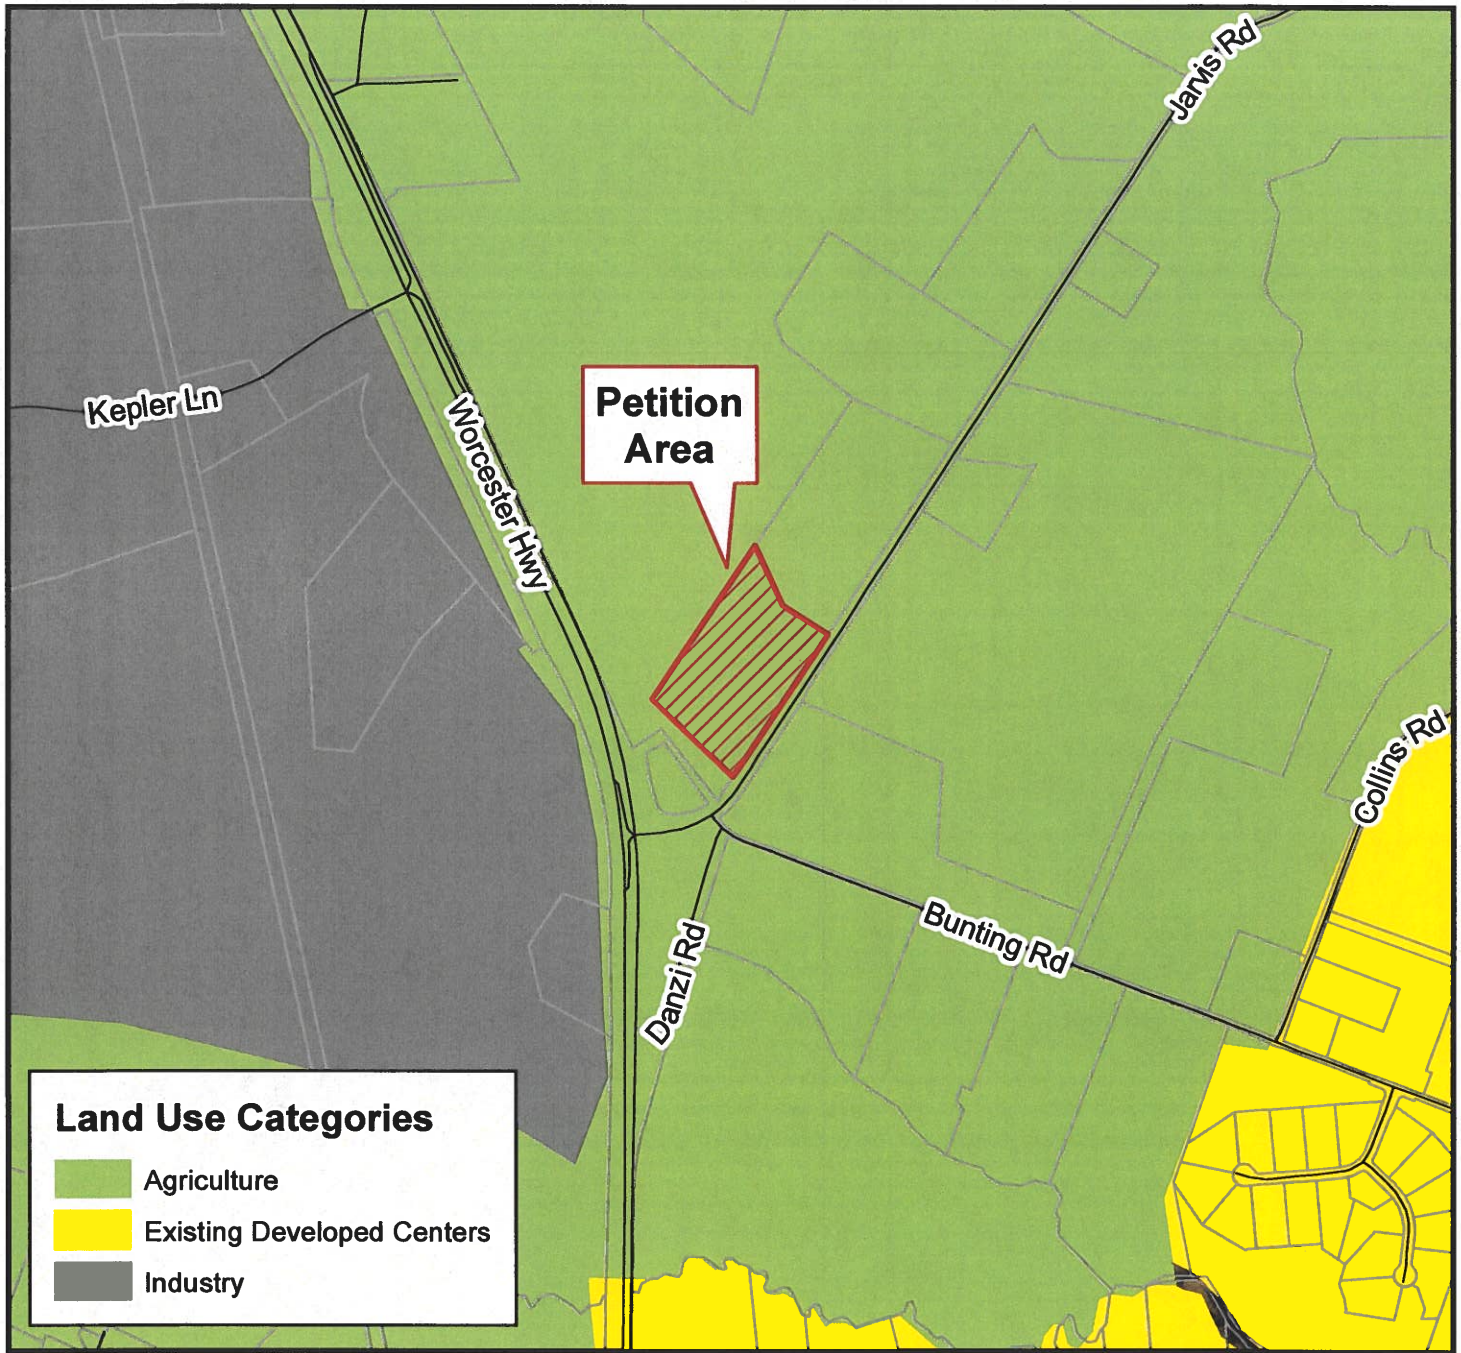 Jarvis Rd
Kepler Ln
Worcester Hwy
Petition
Area
Collins Rd
Bunting Rd
Danzi Rd
Land Use Categories
Agriculture
Existing Developed Centers
Industry